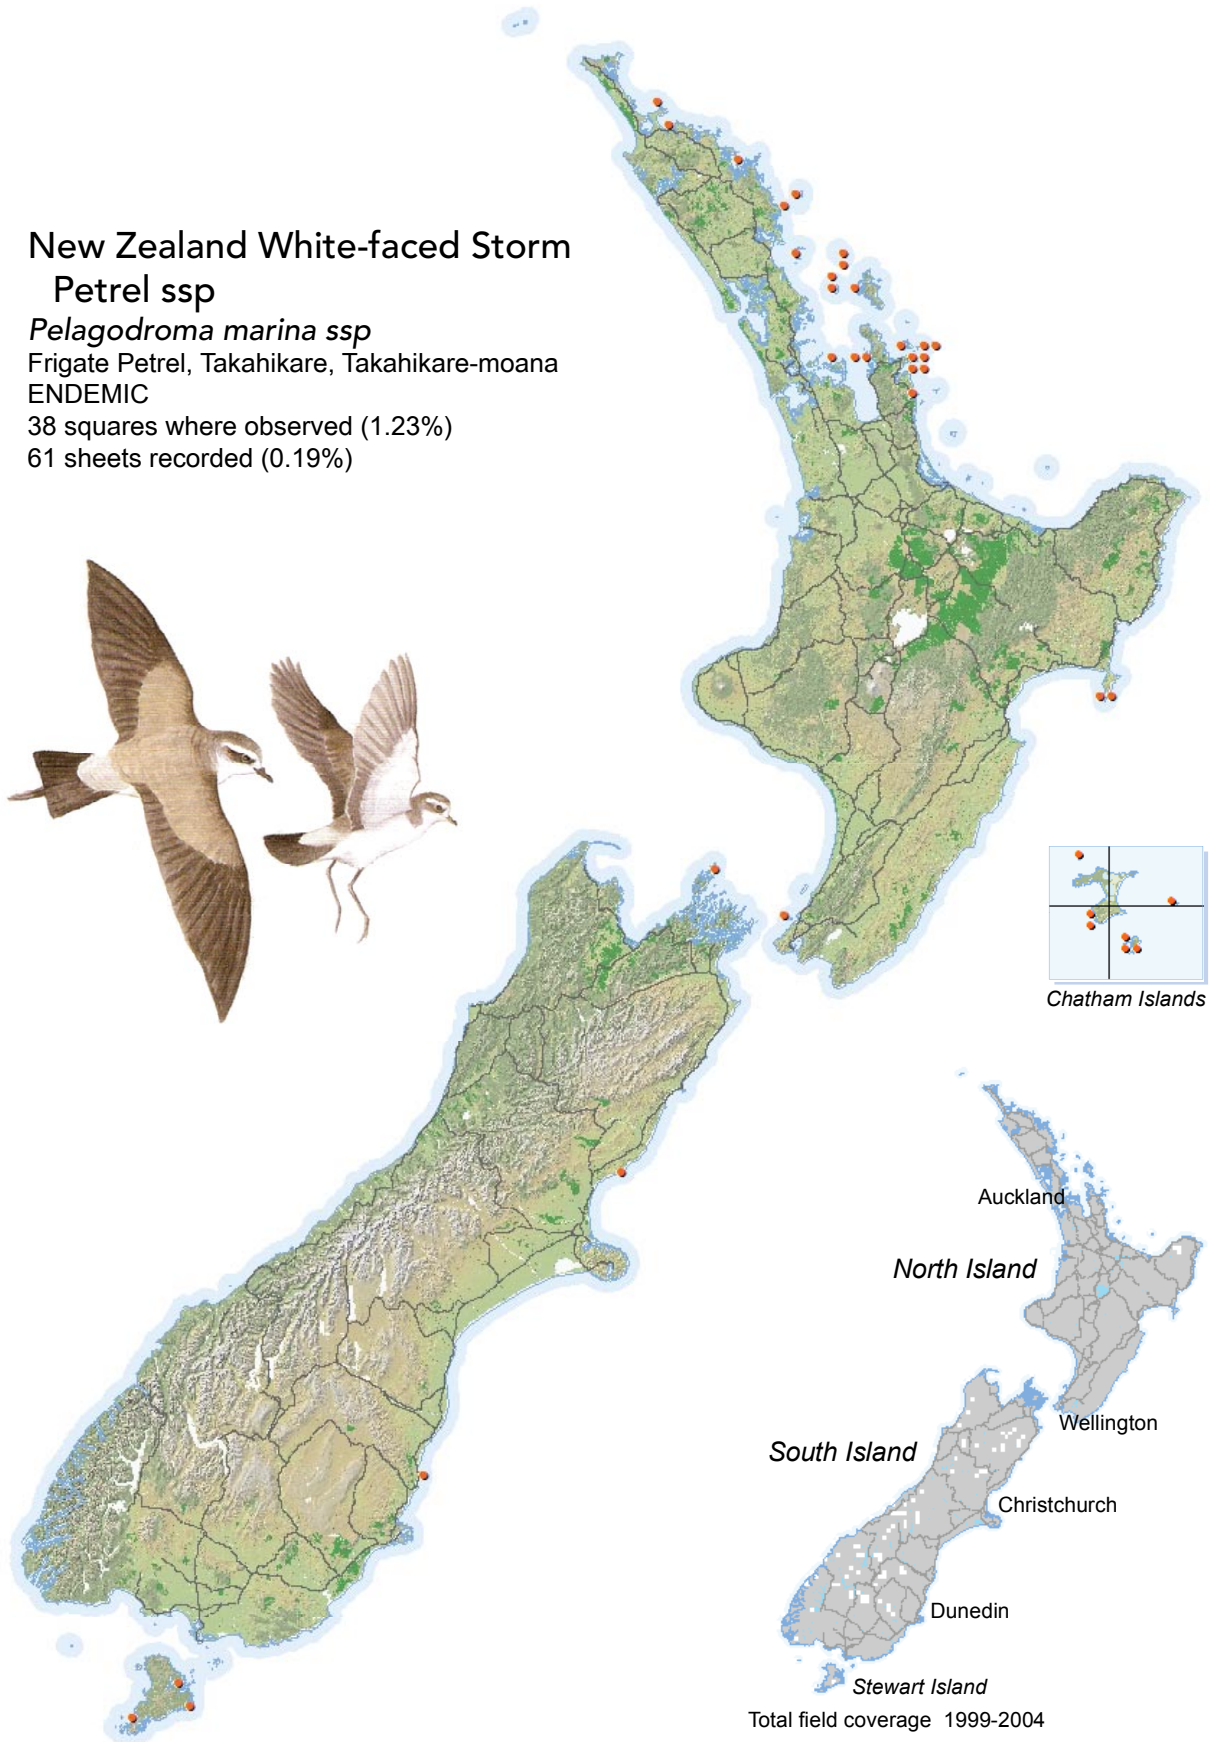 New Zealand White-faced Storm
Petrel ssp
Pelagodroma marina ssp
Frigate Petrel, Takahikare, Takahikare-moana
ENDEMIC
38 squares where observed (1.23%)
61 sheets recorded (0.19%)
Chatham Islands
Auckland
North Island
Wellington
South Island
Christchurch
Dunedin
Stewart Island
Total field coverage 1999-2004